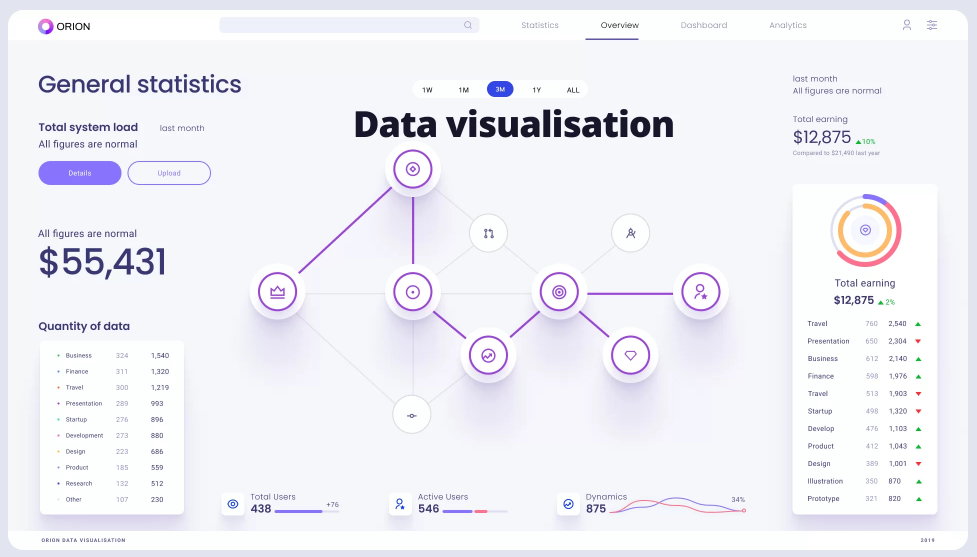 ORION
Statistics
Overview
Dashboard
Analytics
General statistics
Total system load
last month
All figures are normal
Details
Upload
All figures are normal
$55,431
Quantity of data
Business 324 1,540
Finance 311 1,320
Travel 300 1,219
Presentation 289 993
Startup 276 896
Development 273 880
Design 223 686
Product 185 559
Research 132 512
Other 107 230
1W
1M
3M
1Y
ALL
Data visualisation
Total Users
438
+76
Active Users
546
Dynamics
875
34%
last month
All figures are normal
Total earning
$12,875 10%
Compared to $21,490 last year
Total earning
$12,875 2%
Travel 760 2,540
Presentation 650 2,304
Business 612 2,140
Finance 598 1,976
Travel 513 1,903
Startup 498 1,320
Develop 476 1,103
Product 412 1,043
Design 389 1,001
Illustration 350 870
Prototype 321 820
ORION DATA VISUALISATION
2019